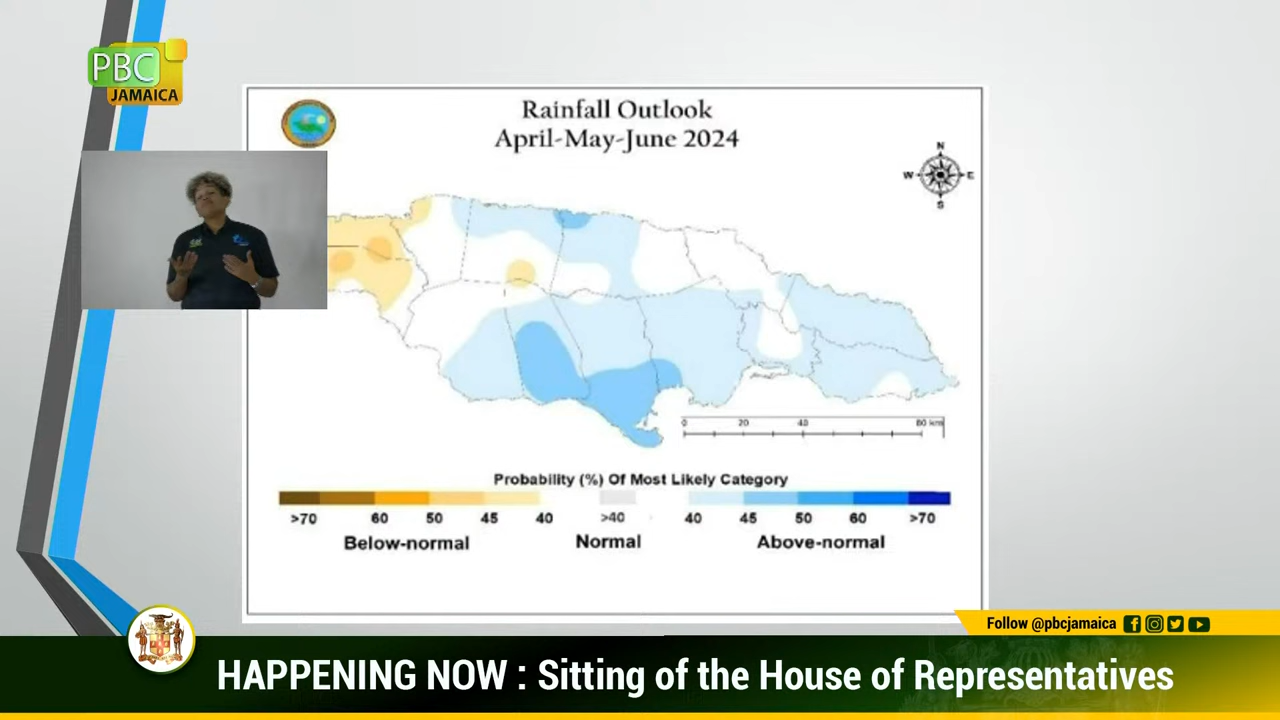 PBC
JAMAICA
Rainfall Outlook
April-May-June 2024
N
W E
S
0 20 40 80 km
Probability (%) Of Most Likely Category
>70 60 50 45 40 >40 40 45 50 60 >70
Below-normal Normal Above-normal
Follow @pbcjamaica
HAPPENING NOW : Sitting of the House of Representatives